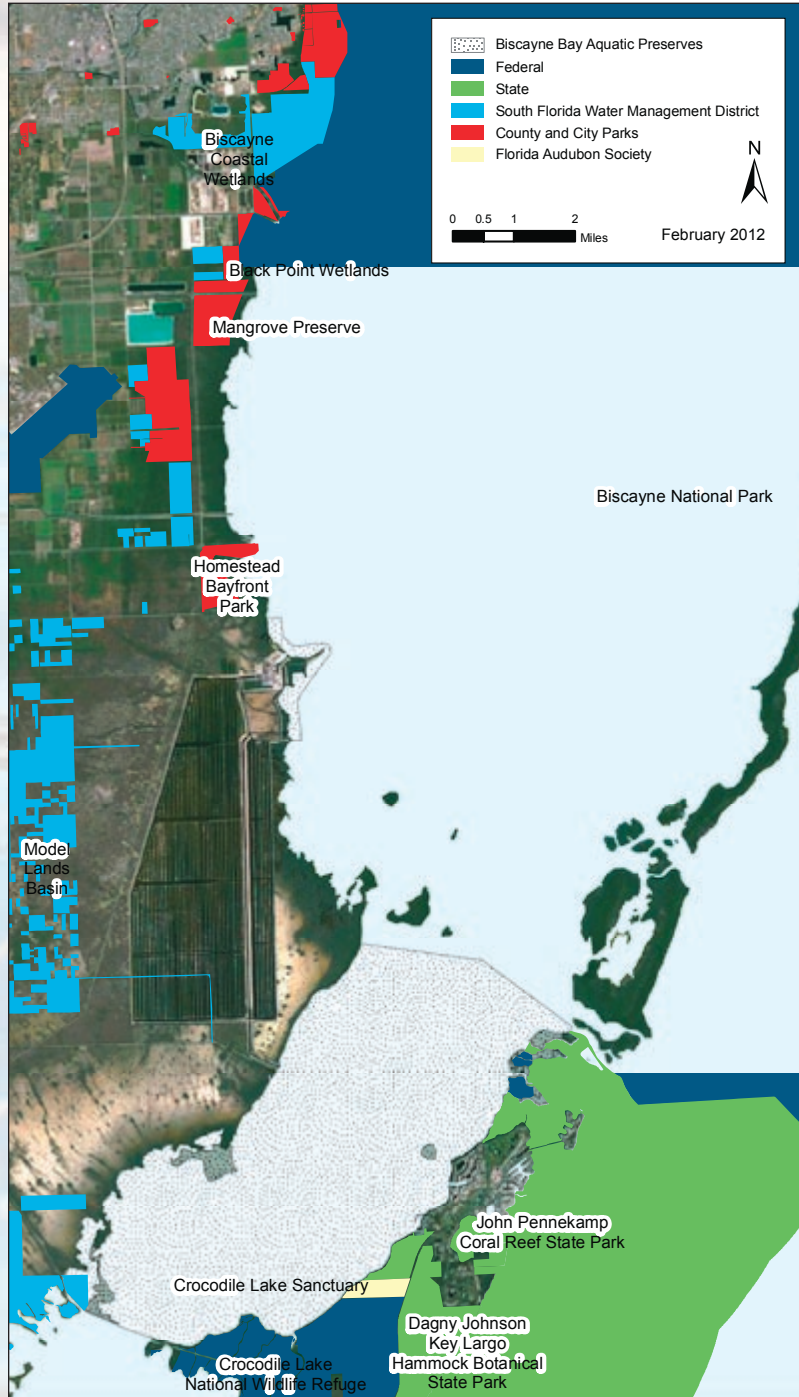 Biscayne Bay Aquatic Preserves
Federal
State
South Florida Water Management District
County and City Parks
Florida Audubon Society
N
0 0.5 1 2
Miles
February 2012
Biscayne
Coastal
Wetlands
Black Point Wetlands
Mangrove Preserve
Biscayne National Park
Homestead
Bayfront
Park
Model
Lands
Basin
John Pennekamp
Coral Reef State Park
Crocodile Lake Sanctuary
Dagny Johnson
Key Largo
Hammock Botanical
State Park
Crocodile Lake
National Wildlife Refuge